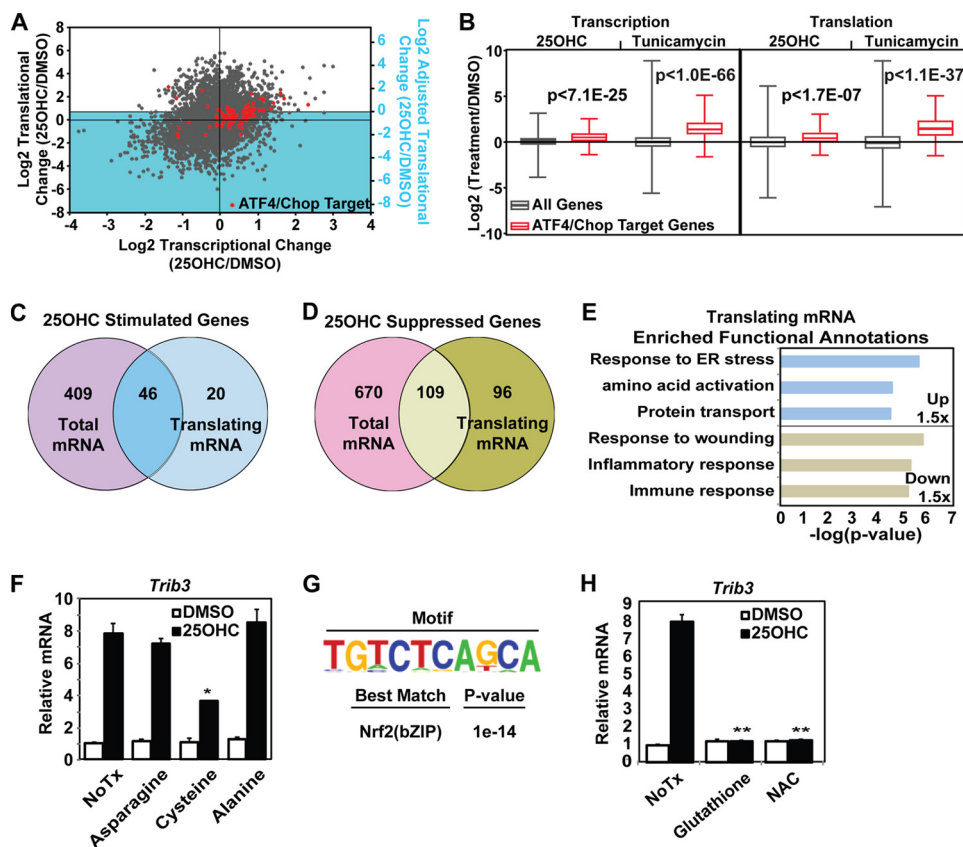 A
Log2 Translational
Change (25OHC/DMSO)
8
6
4
2
0
-2
-4
-6
-8
6
4
2
0
-2
-4
-6
-8
Log2 Adjusted Translational
Change (25OHC/DMSO)
ATF4/Chop Target
-4 -3 -2 -1 0 1 2 3 4
Log2 Transcriptional Change
(25OHC/DMSO)
B
Transcription Translation
25OHC Tunicamycin 25OHC Tunicamycin
Log2 (Treatment/DMSO)
10
5
0
-5
-10
p<7.1E-25
p<1.0E-66
p<1.7E-07
p<1.1E-37
All Genes
ATF4/Chop Target Genes
C
25OHC Stimulated Genes
409 46 20
Total Translating
mRNA mRNA
D
25OHC Suppressed Genes
670 109 96
Total Translating
mRNA mRNA
E
Translating mRNA
Enriched Functional Annotations
Response to ER stress
amino acid activation
Protein transport
Up
1.5x
Response to wounding
Inflammatory response
Immune response
Down
1.5x
0 1 2 3 4 5 6 7
-log(p-value)
F
Trib3
Relative mRNA
10
8
6
4
2
0
DMSO
25OHC
*
NoTx
Asparagine
Cysteine
Alanine
G
Motif
TGTCTCAGCA
Best Match P-value
Nrf2(bZIP) 1e-14
H
Trib3
Relative mRNA
9
8
7
6
5
4
3
2
1
0
DMSO
25OHC
** **
NoTx
Glutathione
NAC